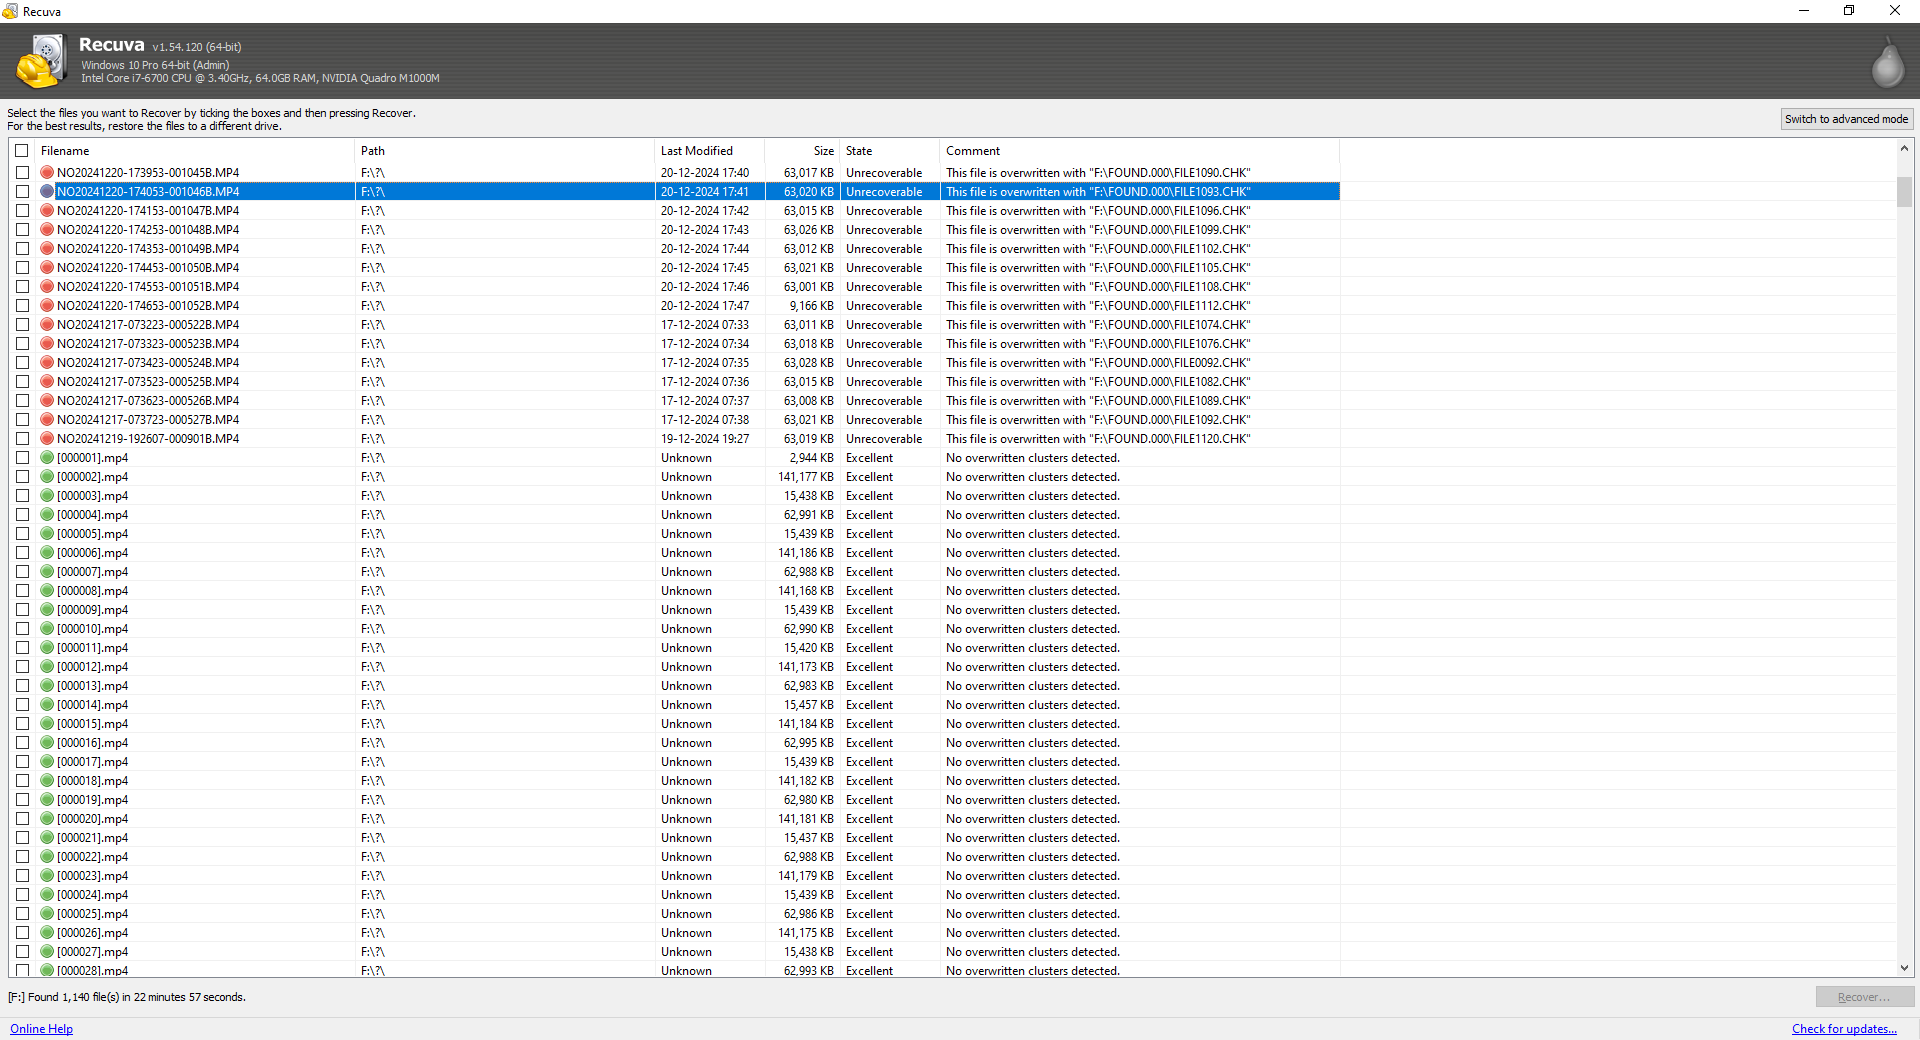 Recuva
Recuva v1.54.120 (64-bit)
Windows 10 Pro 64-bit (Admin)
Intel Core i7-6700 CPU @ 3.40GHz, 64.0GB RAM, NVIDIA Quadro M1000M
Select the files you want to Recover by ticking the boxes and then pressing Recover.
For the best results, restore the files to a different drive.
Switch to advanced mode
Filename Path Last Modified Size State Comment
NO20241220-173953-001045B.MP4 F:\?\ 20-12-2024 17:40 63,017 KB Unrecoverable This file is overwritten with "F:\FOUND.000\FILE1090.CHK"
NO20241220-174053-001046B.MP4 F:\?\ 20-12-2024 17:41 63,020 KB Unrecoverable This file is overwritten with "F:\FOUND.000\FILE1093.CHK"
NO20241220-174153-001047B.MP4 F:\?\ 20-12-2024 17:42 63,015 KB Unrecoverable This file is overwritten with "F:\FOUND.000\FILE1096.CHK"
NO20241220-174253-001048B.MP4 F:\?\ 20-12-2024 17:43 63,026 KB Unrecoverable This file is overwritten with "F:\FOUND.000\FILE1099.CHK"
NO20241220-174353-001049B.MP4 F:\?\ 20-12-2024 17:44 63,012 KB Unrecoverable This file is overwritten with "F:\FOUND.000\FILE1102.CHK"
NO20241220-174453-001050B.MP4 F:\?\ 20-12-2024 17:45 63,021 KB Unrecoverable This file is overwritten with "F:\FOUND.000\FILE1105.CHK"
NO20241220-174553-001051B.MP4 F:\?\ 20-12-2024 17:46 63,001 KB Unrecoverable This file is overwritten with "F:\FOUND.000\FILE1108.CHK"
NO20241220-174653-001052B.MP4 F:\?\ 20-12-2024 17:47 9,166 KB Unrecoverable This file is overwritten with "F:\FOUND.000\FILE1112.CHK"
NO20241217-073223-000522B.MP4 F:\?\ 17-12-2024 07:33 63,011 KB Unrecoverable This file is overwritten with "F:\FOUND.000\FILE1074.CHK"
NO20241217-073323-000523B.MP4 F:\?\ 17-12-2024 07:34 63,018 KB Unrecoverable This file is overwritten with "F:\FOUND.000\FILE1076.CHK"
NO20241217-073423-000524B.MP4 F:\?\ 17-12-2024 07:35 63,028 KB Unrecoverable This file is overwritten with "F:\FOUND.000\FILE0092.CHK"
NO20241217-073523-000525B.MP4 F:\?\ 17-12-2024 07:36 63,015 KB Unrecoverable This file is overwritten with "F:\FOUND.000\FILE1082.CHK"
NO20241217-073623-000526B.MP4 F:\?\ 17-12-2024 07:37 63,008 KB Unrecoverable This file is overwritten with "F:\FOUND.000\FILE1089.CHK"
NO20241217-073723-000527B.MP4 F:\?\ 17-12-2024 07:38 63,021 KB Unrecoverable This file is overwritten with "F:\FOUND.000\FILE1092.CHK"
NO20241219-192607-000901B.MP4 F:\?\ 19-12-2024 19:27 63,019 KB Unrecoverable This file is overwritten with "F:\FOUND.000\FILE1120.CHK"
[000001].mp4 F:\?\ Unknown 2,944 KB Excellent No overwritten clusters detected.
[000002].mp4 F:\?\ Unknown 141,177 KB Excellent No overwritten clusters detected.
[000003].mp4 F:\?\ Unknown 15,438 KB Excellent No overwritten clusters detected.
[000004].mp4 F:\?\ Unknown 62,991 KB Excellent No overwritten clusters detected.
[000005].mp4 F:\?\ Unknown 15,439 KB Excellent No overwritten clusters detected.
[000006].mp4 F:\?\ Unknown 141,186 KB Excellent No overwritten clusters detected.
[000007].mp4 F:\?\ Unknown 62,988 KB Excellent No overwritten clusters detected.
[000008].mp4 F:\?\ Unknown 141,168 KB Excellent No overwritten clusters detected.
[000009].mp4 F:\?\ Unknown 15,439 KB Excellent No overwritten clusters detected.
[000010].mp4 F:\?\ Unknown 62,990 KB Excellent No overwritten clusters detected.
[000011].mp4 F:\?\ Unknown 15,420 KB Excellent No overwritten clusters detected.
[000012].mp4 F:\?\ Unknown 141,173 KB Excellent No overwritten clusters detected.
[000013].mp4 F:\?\ Unknown 62,983 KB Excellent No overwritten clusters detected.
[000014].mp4 F:\?\ Unknown 15,457 KB Excellent No overwritten clusters detected.
[000015].mp4 F:\?\ Unknown 141,184 KB Excellent No overwritten clusters detected.
[000016].mp4 F:\?\ Unknown 62,995 KB Excellent No overwritten clusters detected.
[000017].mp4 F:\?\ Unknown 15,439 KB Excellent No overwritten clusters detected.
[000018].mp4 F:\?\ Unknown 141,182 KB Excellent No overwritten clusters detected.
[000019].mp4 F:\?\ Unknown 62,980 KB Excellent No overwritten clusters detected.
[000020].mp4 F:\?\ Unknown 141,181 KB Excellent No overwritten clusters detected.
[000021].mp4 F:\?\ Unknown 15,437 KB Excellent No overwritten clusters detected.
[000022].mp4 F:\?\ Unknown 62,988 KB Excellent No overwritten clusters detected.
[000023].mp4 F:\?\ Unknown 141,179 KB Excellent No overwritten clusters detected.
[000024].mp4 F:\?\ Unknown 15,439 KB Excellent No overwritten clusters detected.
[000025].mp4 F:\?\ Unknown 62,986 KB Excellent No overwritten clusters detected.
[000026].mp4 F:\?\ Unknown 141,175 KB Excellent No overwritten clusters detected.
[000027].mp4 F:\?\ Unknown 15,438 KB Excellent No overwritten clusters detected.
[000028].mp4 F:\?\ Unknown 62,993 KB Excellent No overwritten clusters detected.
[F:] Found 1,140 file(s) in 22 minutes 57 seconds.
Recover...
Online Help
Check for updates...